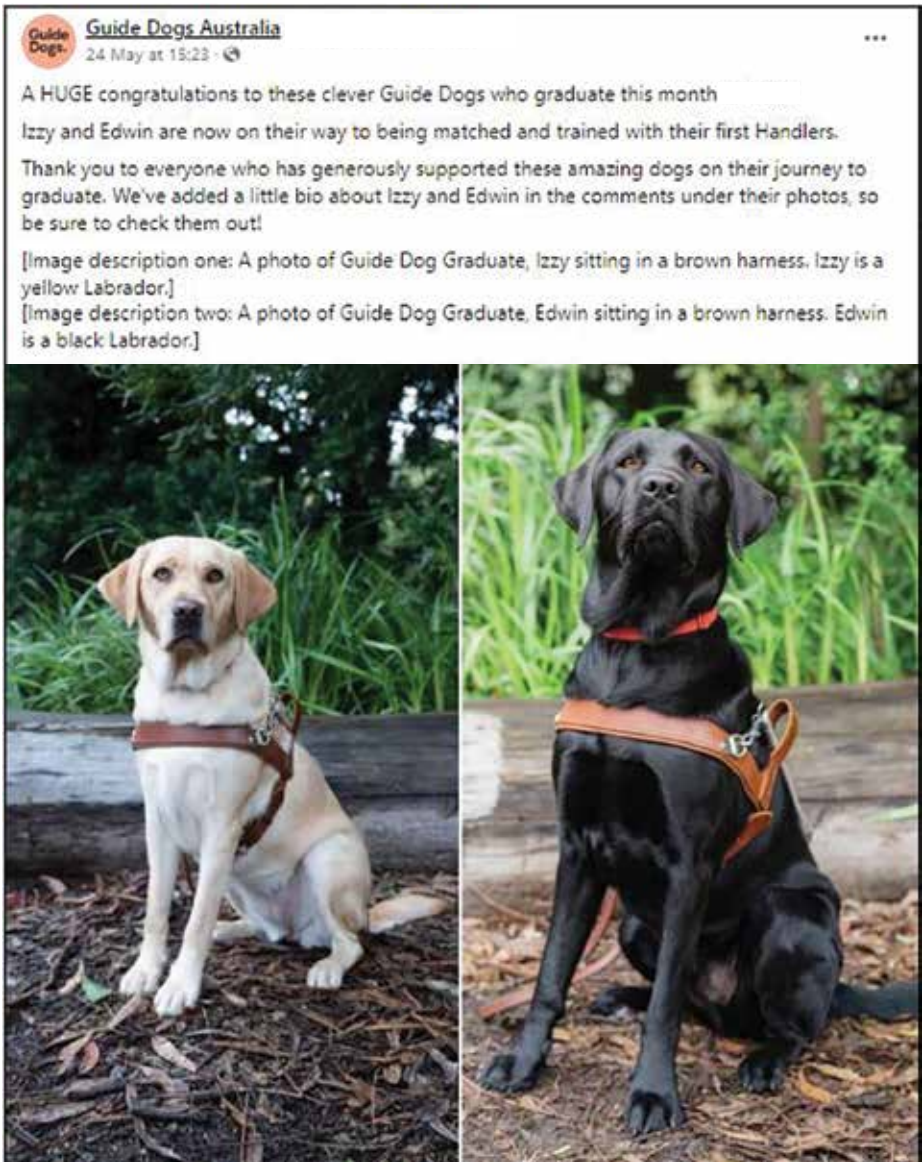 Guide
Dogs.
Guide Dogs Australia
24 May at 15:23 ·
A HUGE congratulations to these clever Guide Dogs who graduate this month
Izzy and Edwin are now on their way to being matched and trained with their first Handlers.
Thank you to everyone who has generously supported these amazing dogs on their journey to
graduate. We've added a little bio about Izzy and Edwin in the comments under their photos, so
be sure to check them out!
[Image description one: A photo of Guide Dog Graduate, Izzy sitting in a brown harness. Izzy is a
yellow Labrador.]
[Image description two: A photo of Guide Dog Graduate, Edwin sitting in a brown harness. Edwin
is a black Labrador.]